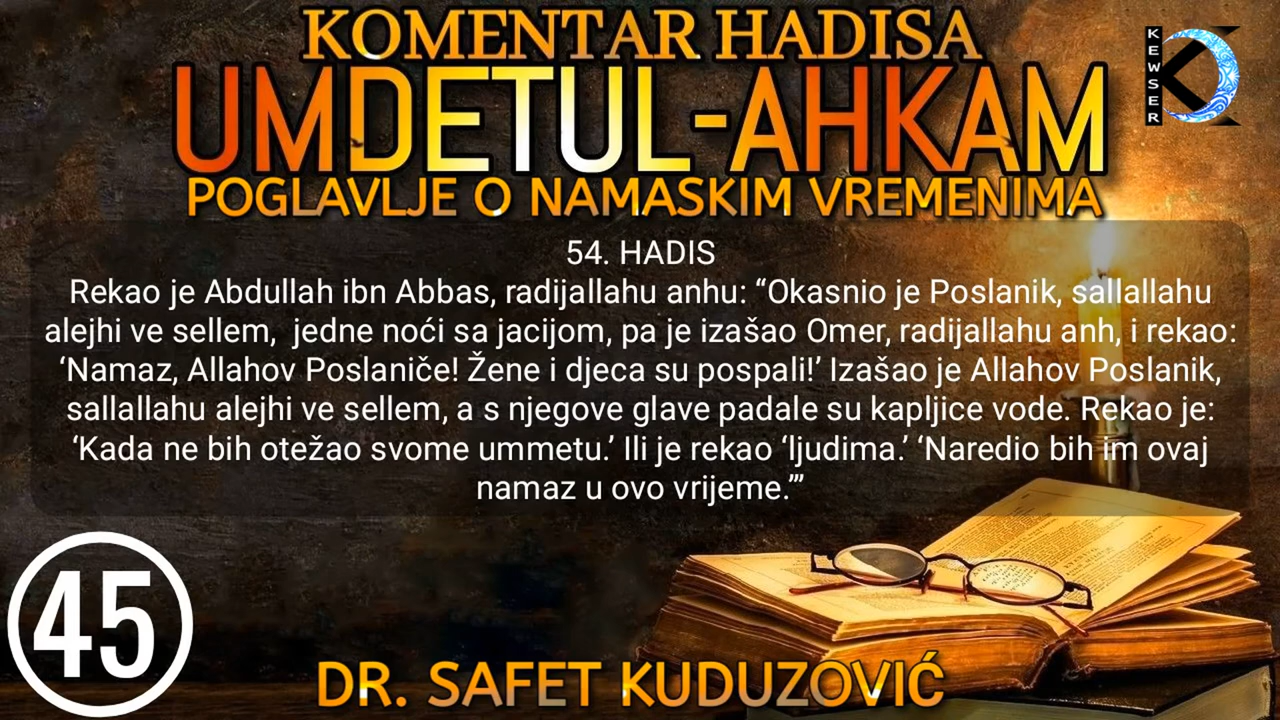 KOMENTAR HADISA
UMDETUL-AHKAM
POGLAVLJE O NAMASKIM VREMENIMA
KEWSER
54. HADIS
Rekao je Abdullah ibn Abbas, radijallahu anhu: “Okasnio je Poslanik, sallallahu
alejhi ve sellem,  jedne noći sa jacijom, pa je izašao Omer, radijallahu anh, i rekao:
‘Namaz, Allahov Poslaniče! Žene i djeca su pospali!’ Izašao je Allahov Poslanik,
sallallahu alejhi ve sellem, a s njegove glave padale su kapljice vode. Rekao je:
‘Kada ne bih otežao svome ummetu.’ Ili je rekao ‘ljudima.’ ‘Naredio bih im ovaj
namaz u ovo vrijeme.’”
45
DR. SAFET KUDUZOVIĆ